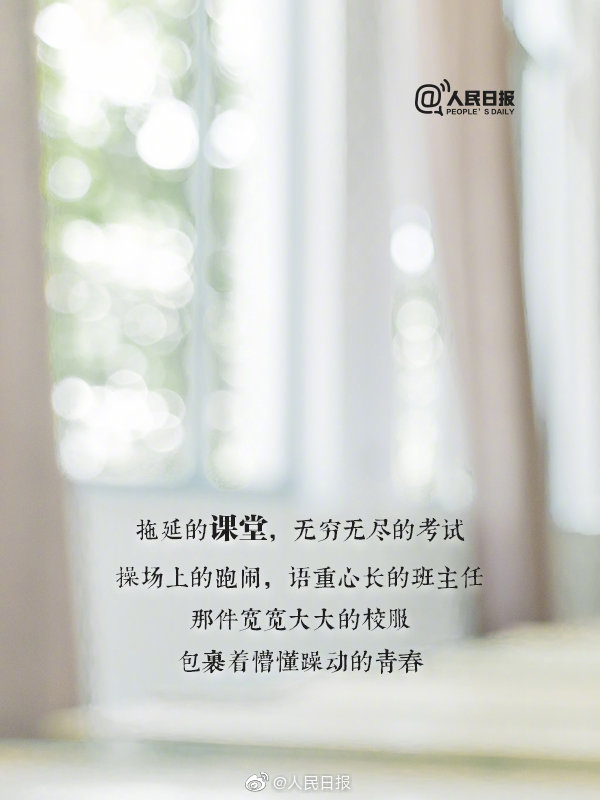 @人民日报
PEOPLE'S DAILY
拖延的课堂，无穷无尽的考试
操场上的跑闹，语重心长的班主任
那件宽宽大大的校服
包裹着懵懂躁动的青春
@人民日报